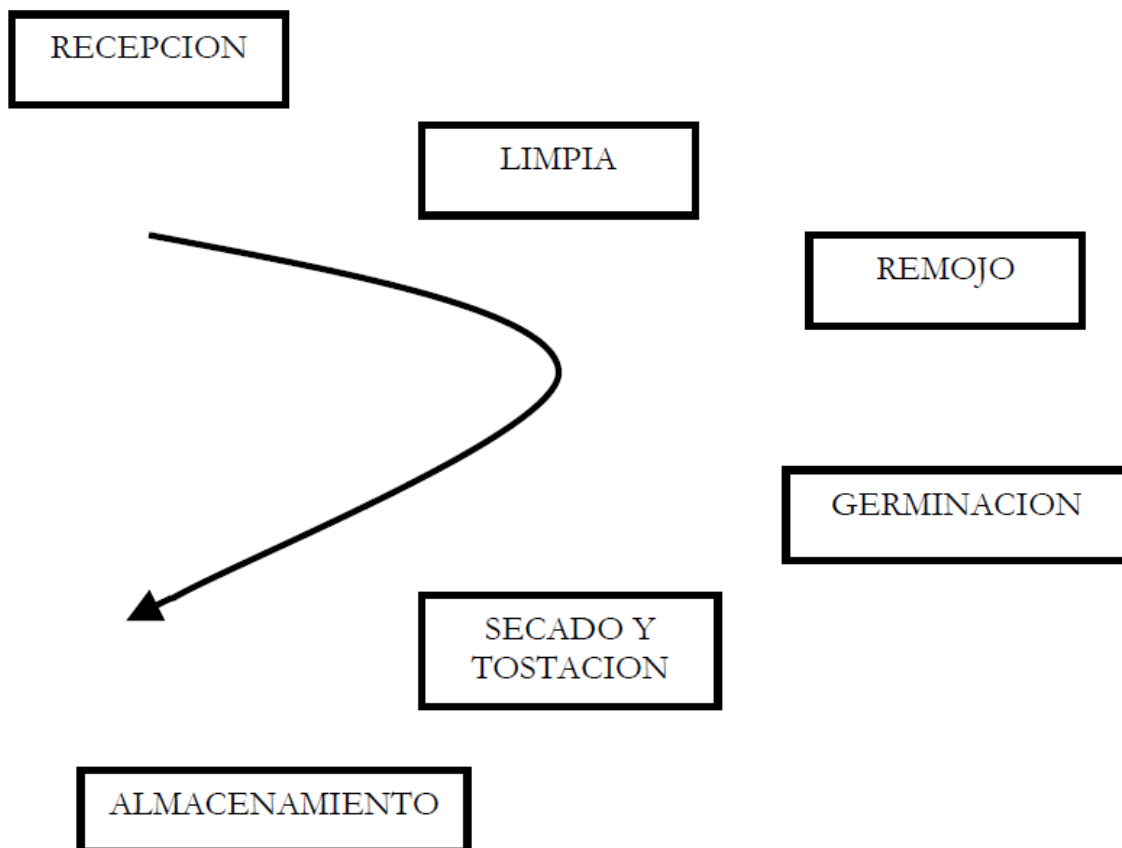 RECEPCION
LIMPIA
REMOJO
GERMINACION
SECADO Y
TOSTACION
ALMACENAMIENTO